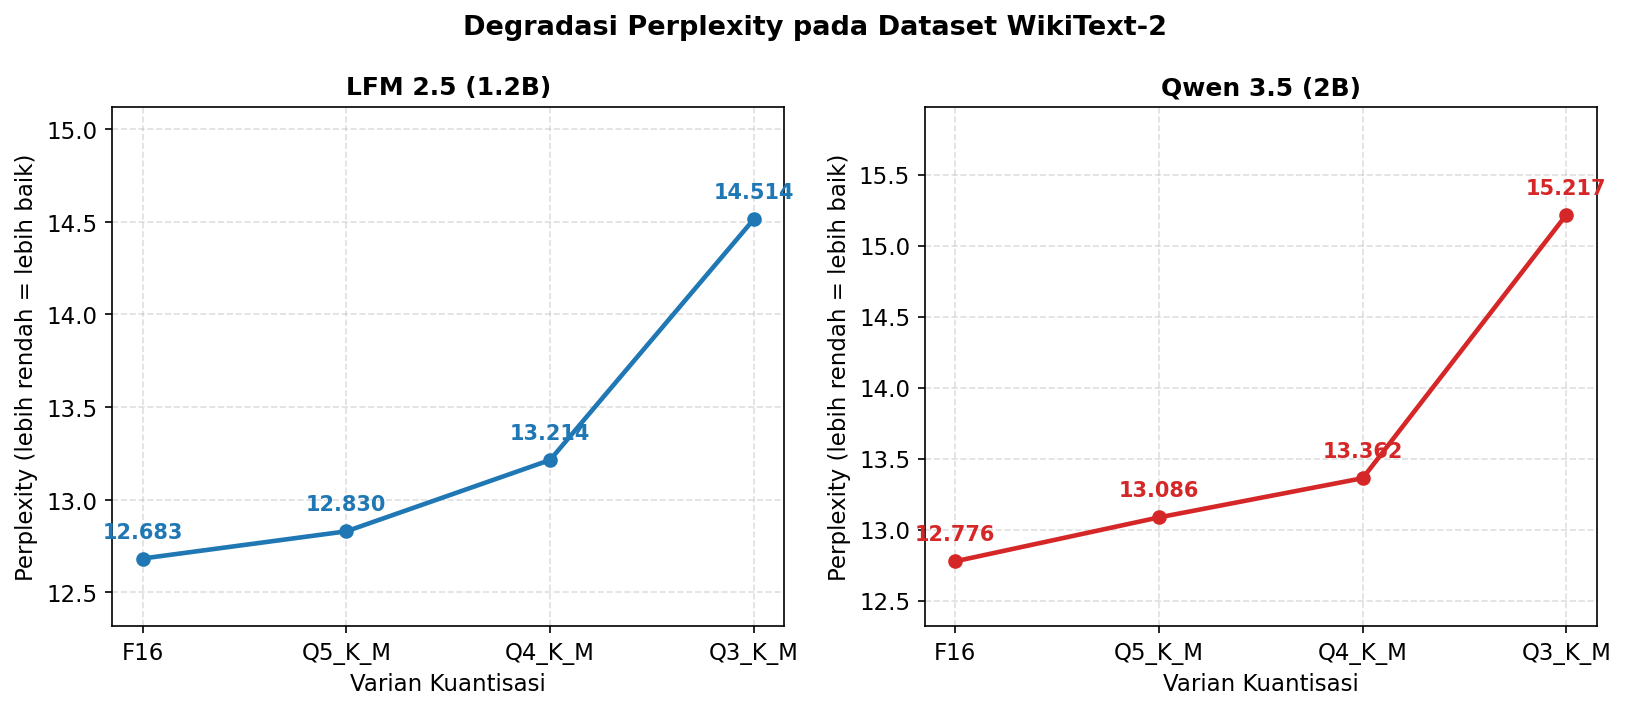 Degradasi Perplexity pada Dataset WikiText-2
LFM 2.5 (1.2B)
Perplexity (lebih rendah = lebih baik)
15.0
14.5
14.0
13.5
13.0
12.5
12.683
12.830
13.214
14.514
F16
Q5_K_M
Q4_K_M
Q3_K_M
Varian Kuantisasi
Qwen 3.5 (2B)
Perplexity (lebih rendah = lebih baik)
15.5
15.0
14.5
14.0
13.5
13.0
12.5
12.776
13.086
13.362
15.217
F16
Q5_K_M
Q4_K_M
Q3_K_M
Varian Kuantisasi